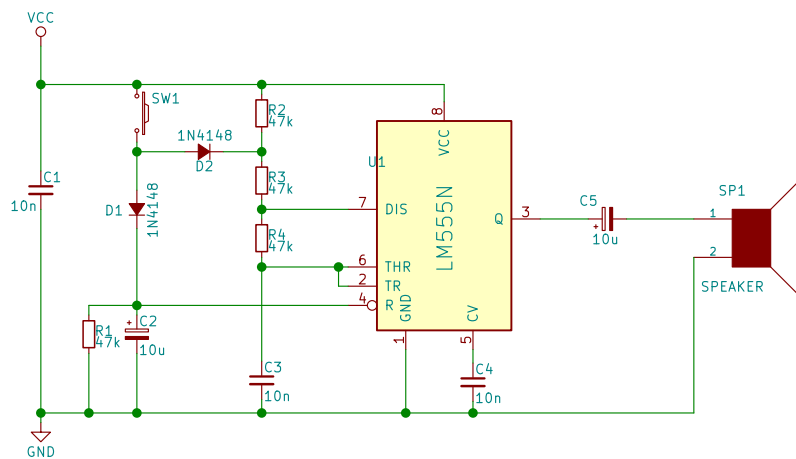 VCC
SW1
R2
47k
1N4148
D2
R3
47k
U1
C1
10n
D1
1N4148
R4
47k
8
VCC
7
DIS
LM555N
Q
3
6
THR
2
TR
4
R
GND
CV
1
5
C5
+
10u
SP1
1
2
SPEAKER
R1
47k
+
C2
10u
C3
10n
C4
10n
GND